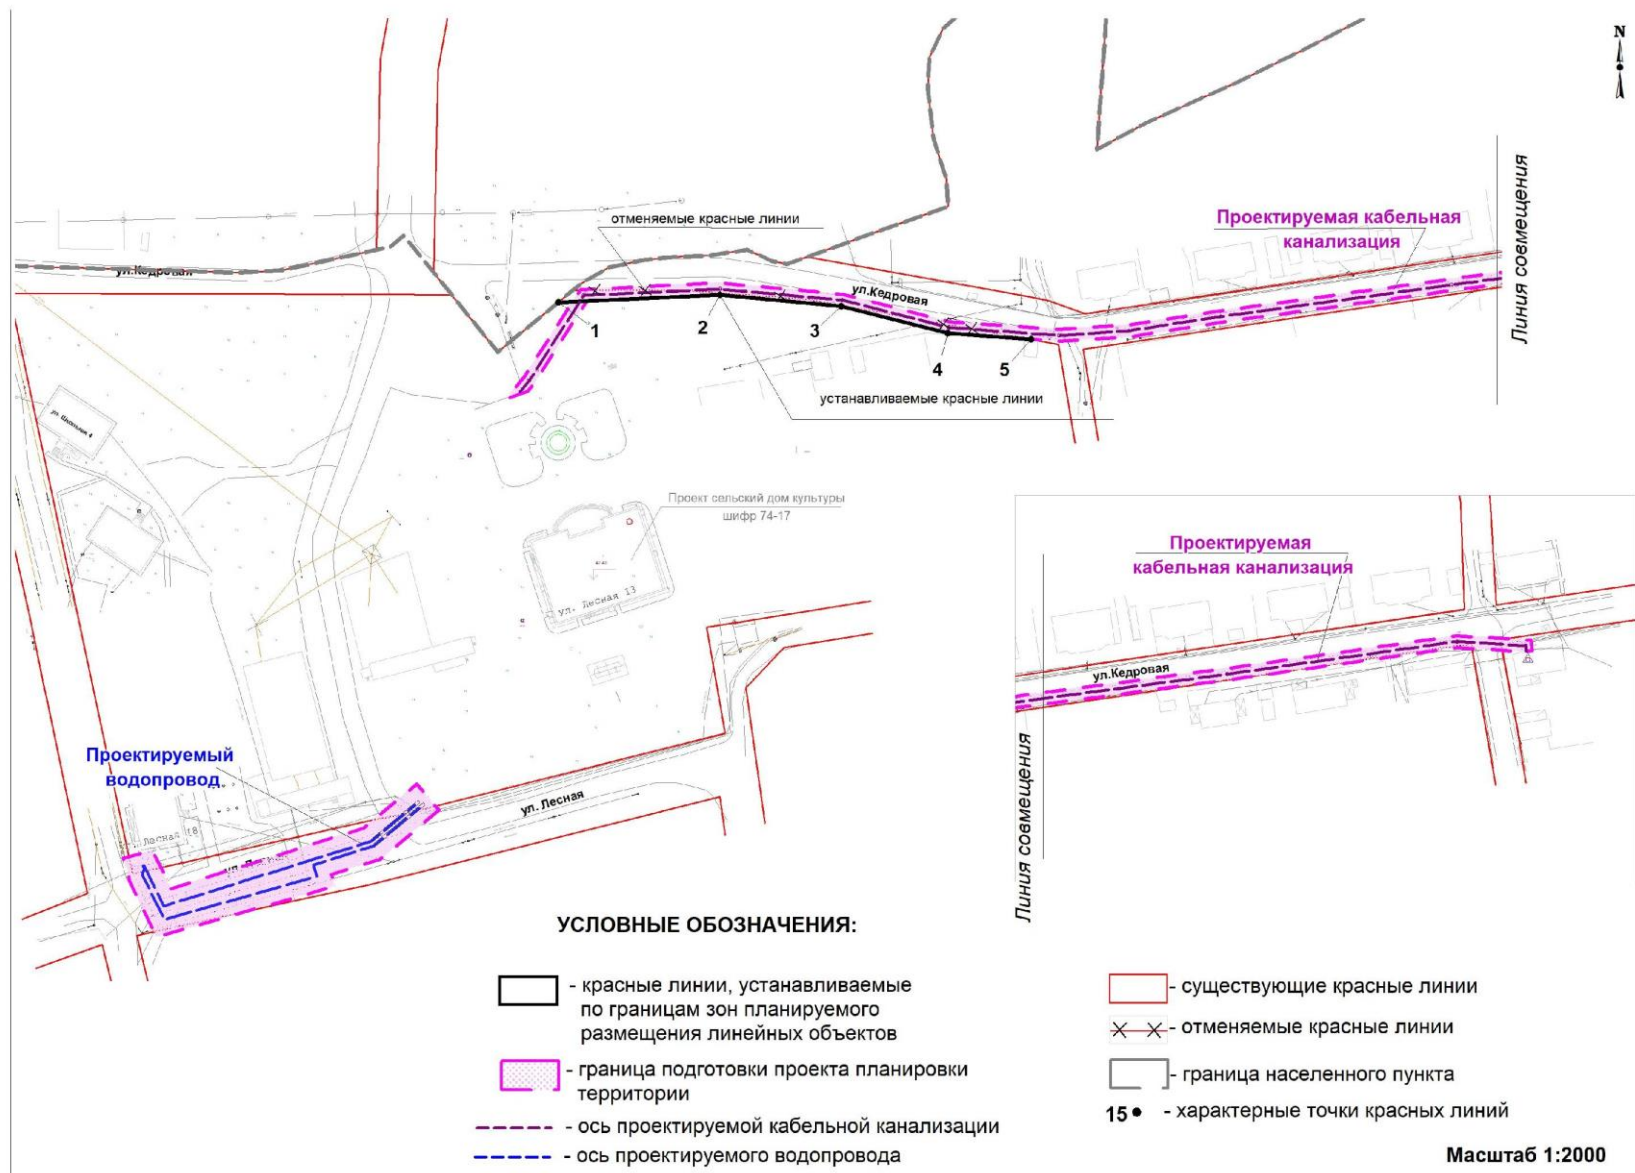 N
отменяемые красные линии
Проектируемая кабельная
канализация
Линия совмещения
ул.Кедровая
ул.Кедровая
1
2
3
4
5
устанавливаемые красные линии
Проект сельский дом культуры
шифр 74-17
ул. Лесная 13
Проектируемая
кабельная канализация
ул.Кедровая
Линия совмещения
Проектируемый
водопровод
ул. Лесная
Лесная 18
УСЛОВНЫЕ ОБОЗНАЧЕНИЯ:
- красные линии, устанавливаемые
по границам зон планируемого
размещения линейных объектов
- граница подготовки проекта планировки
территории
- ось проектируемой кабельной канализации
- ось проектируемого водопровода
- существующие красные линии
- отменяемые красные линии
- граница населенного пункта
15 - характерные точки красных линий
Масштаб 1:2000